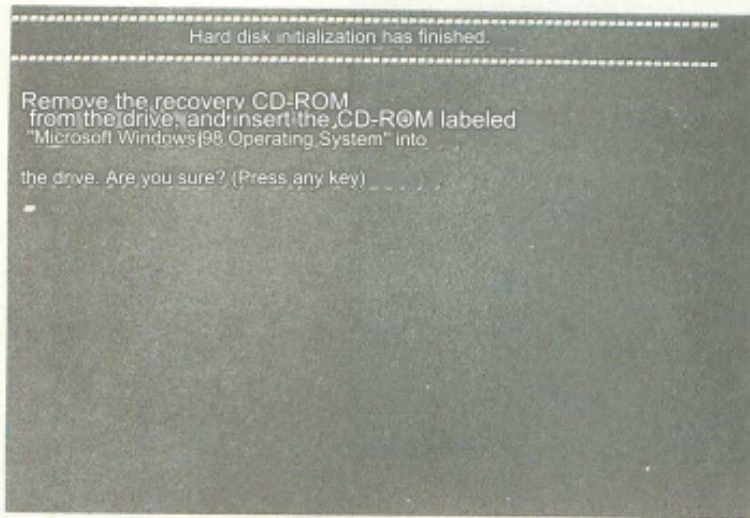 Hard disk initialization has finished.
Remove the recovery CD-ROM
from the drive, and insert the CD-ROM labeled
"Microsoft Windows 98 Operating System" into
the drive. Are you sure? (Press any key)